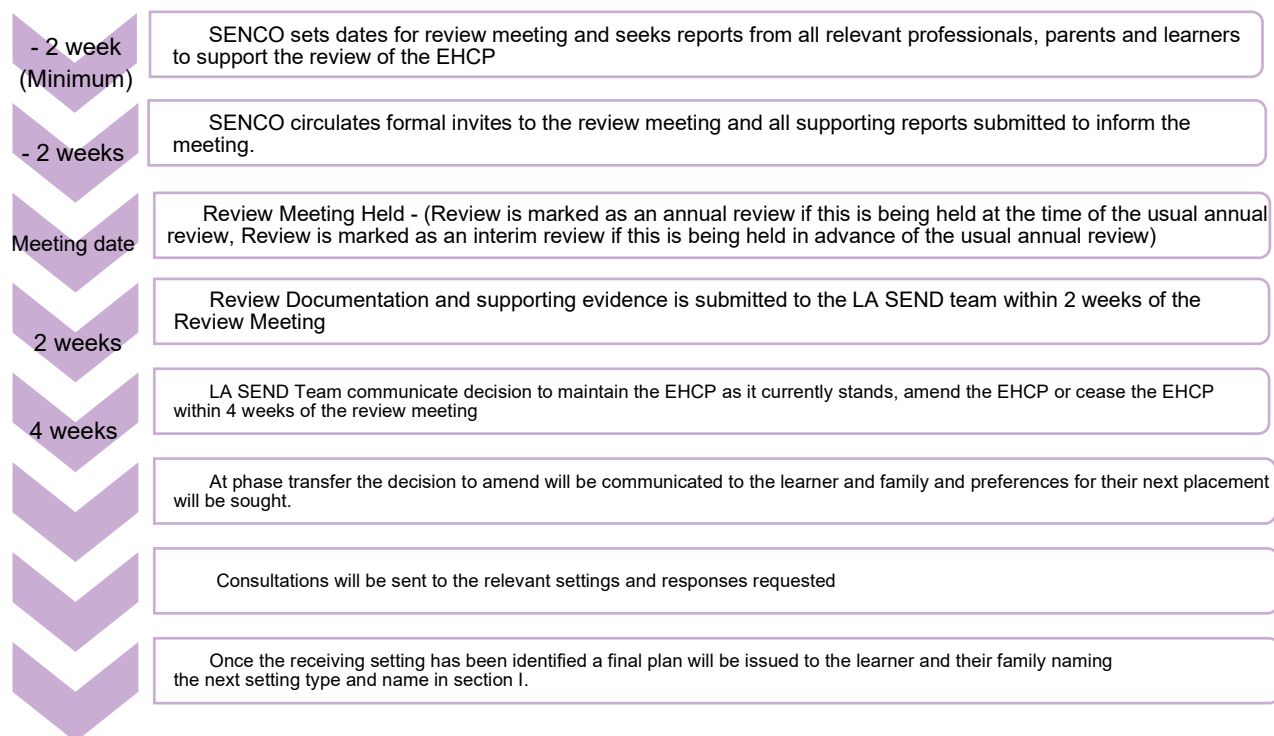 - 2 week
(Minimum)
SENCO sets dates for review meeting and seeks reports from all relevant professionals, parents and learners
to support the review of the EHCP
- 2 weeks
SENCO circulates formal invites to the review meeting and all supporting reports submitted to inform the
meeting.
Meeting date
Review Meeting Held - (Review is marked as an annual review if this is being held at the time of the usual annual
review, Review is marked as an interim review if this is being held in advance of the usual annual review)
2 weeks
Review Documentation and supporting evidence is submitted to the LA SEND team within 2 weeks of the
Review Meeting
4 weeks
LA SEND Team communicate decision to maintain the EHCP as it currently stands, amend the EHCP or cease the EHCP
within 4 weeks of the review meeting
At phase transfer the decision to amend will be communicated to the learner and family and preferences for their next placement
will be sought.
Consultations will be sent to the relevant settings and responses requested
Once the receiving setting has been identified a final plan will be issued to the learner and their family naming
the next setting type and name in section I.